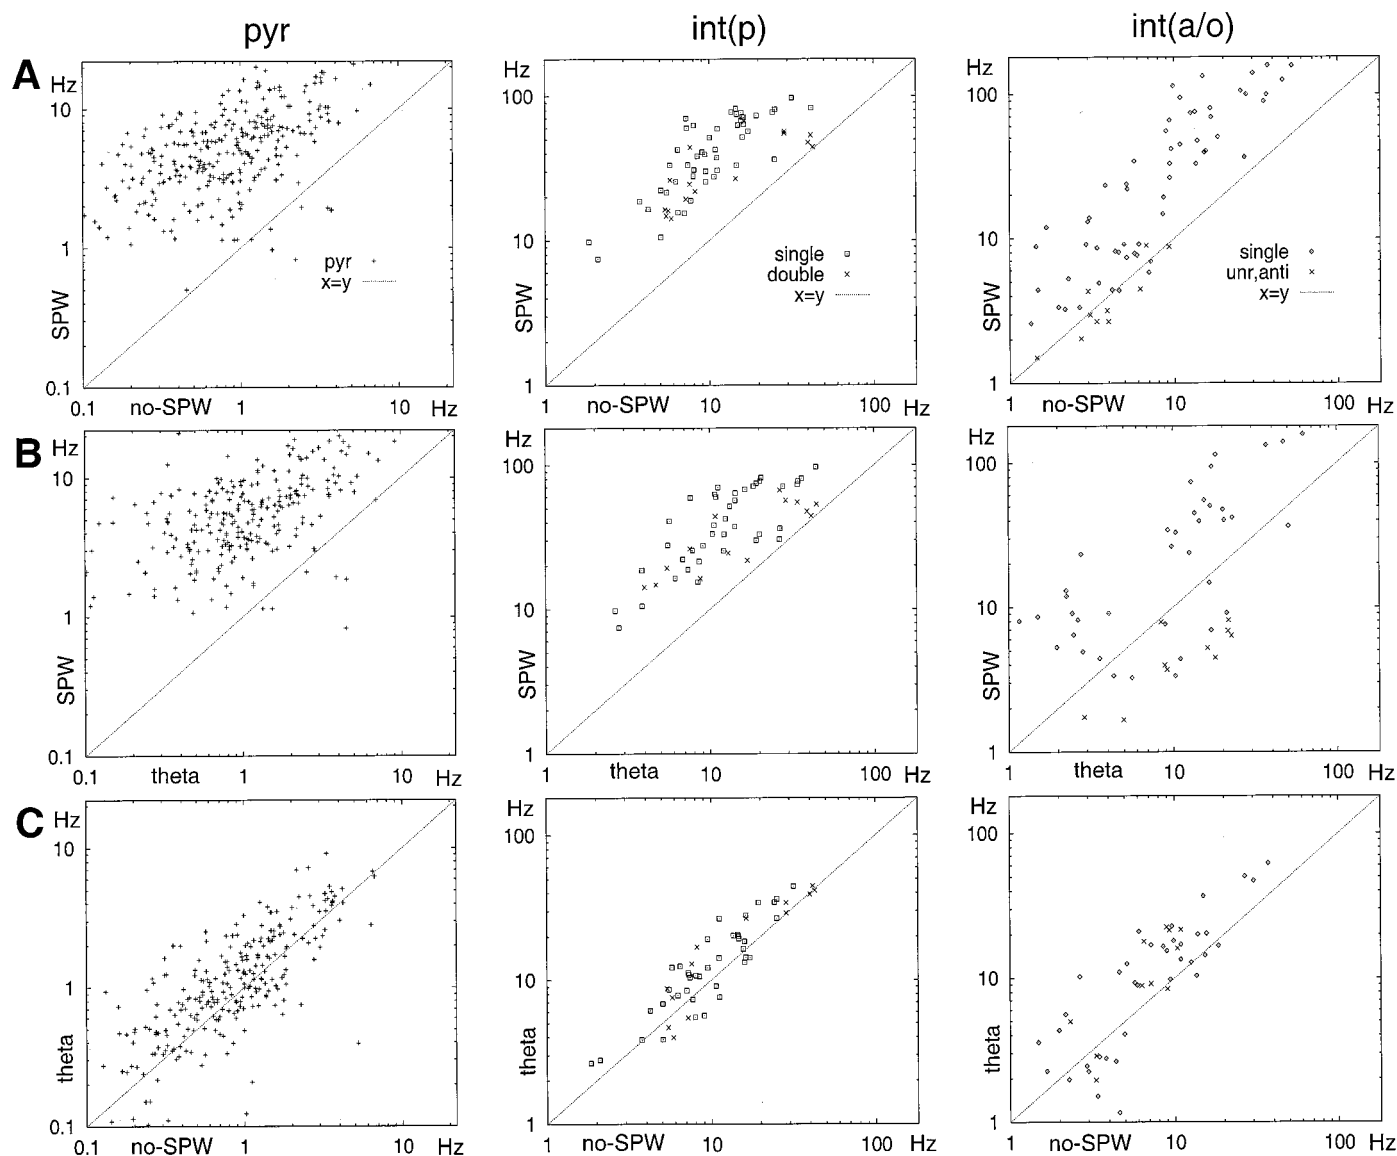 pyr int(p) int(a/o)
A
Hz
10
1
0.1
SPW
pyr
x=y
0.1 no-SPW 1 10 Hz
Hz
100
10
1
SPW
single
double
x=y
1 no-SPW 10 100 Hz
Hz
100
10
1
SPW
single
unr,anti
x=y
1 no-SPW 10 100 Hz
B
Hz
10
1
0.1
SPW
0.1 theta 1 10 Hz
Hz
100
10
1
SPW
1 theta 10 100 Hz
Hz
100
10
1
SPW
1 theta 10 100 Hz
C
Hz
10
1
0.1
theta
0.1 no-SPW 1 10 Hz
Hz
100
10
1
theta
1 no-SPW 10 100 Hz
Hz
100
10
1
theta
1 no-SPW 10 100 Hz